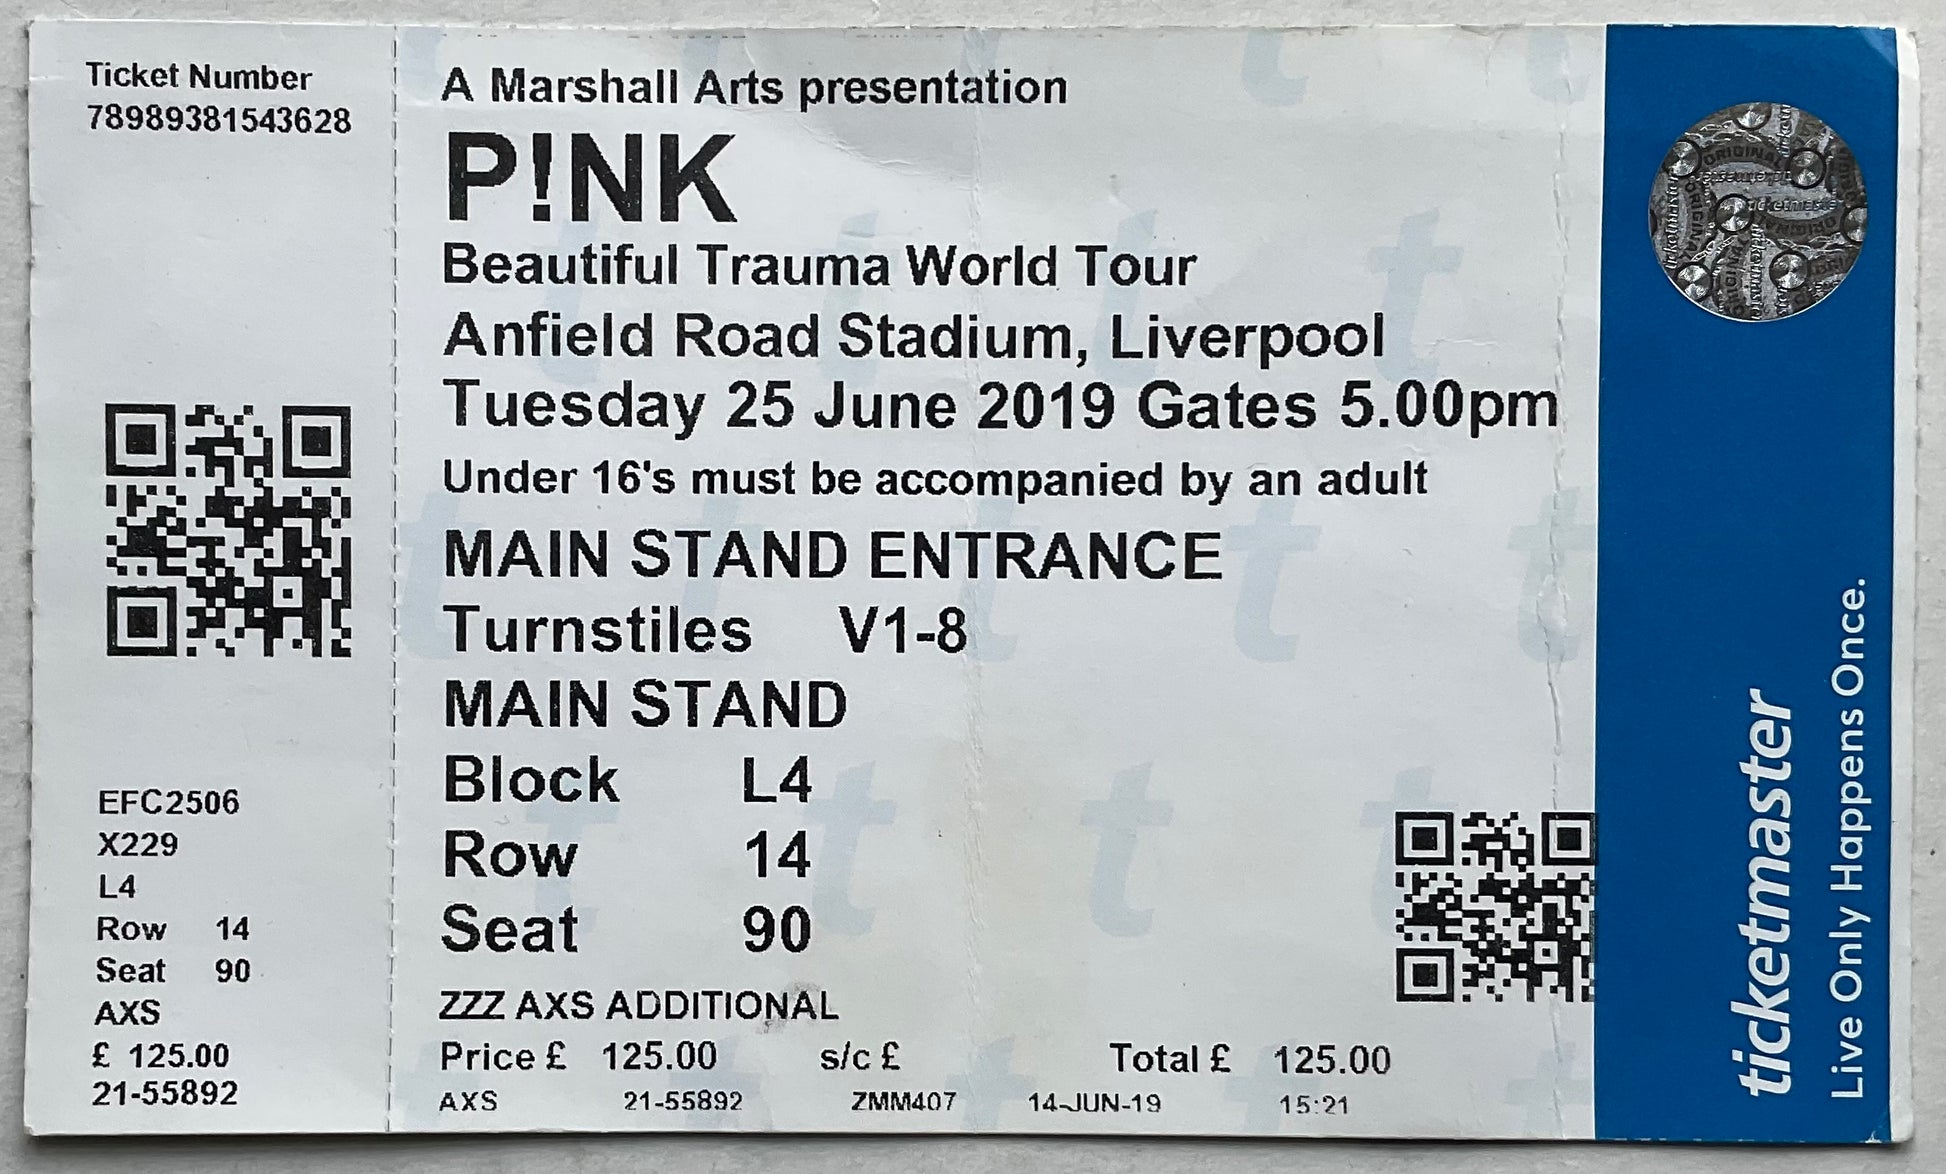 Ticket Number
78989381543628
EFC2506
X229
L4
Row 14
Seat 90
AXS
£ 125.00
21-55892
A Marshall Arts presentation
P!NK
Beautiful Trauma World Tour
Anfield Road Stadium, Liverpool
Tuesday 25 June 2019 Gates 5.00pm
Under 16's must be accompanied by an adult
MAIN STAND ENTRANCE
Turnstiles V1-8
MAIN STAND
Block L4
Row 14
Seat 90
ZZZ AXS ADDITIONAL
Price £ 125.00 s/c £ Total £ 125.00
AXS 21-55892 ZMM407 14-JUN-19 15:21
ORIGINAL
ticketmaster
ticketmaster
Live Only Happens Once.